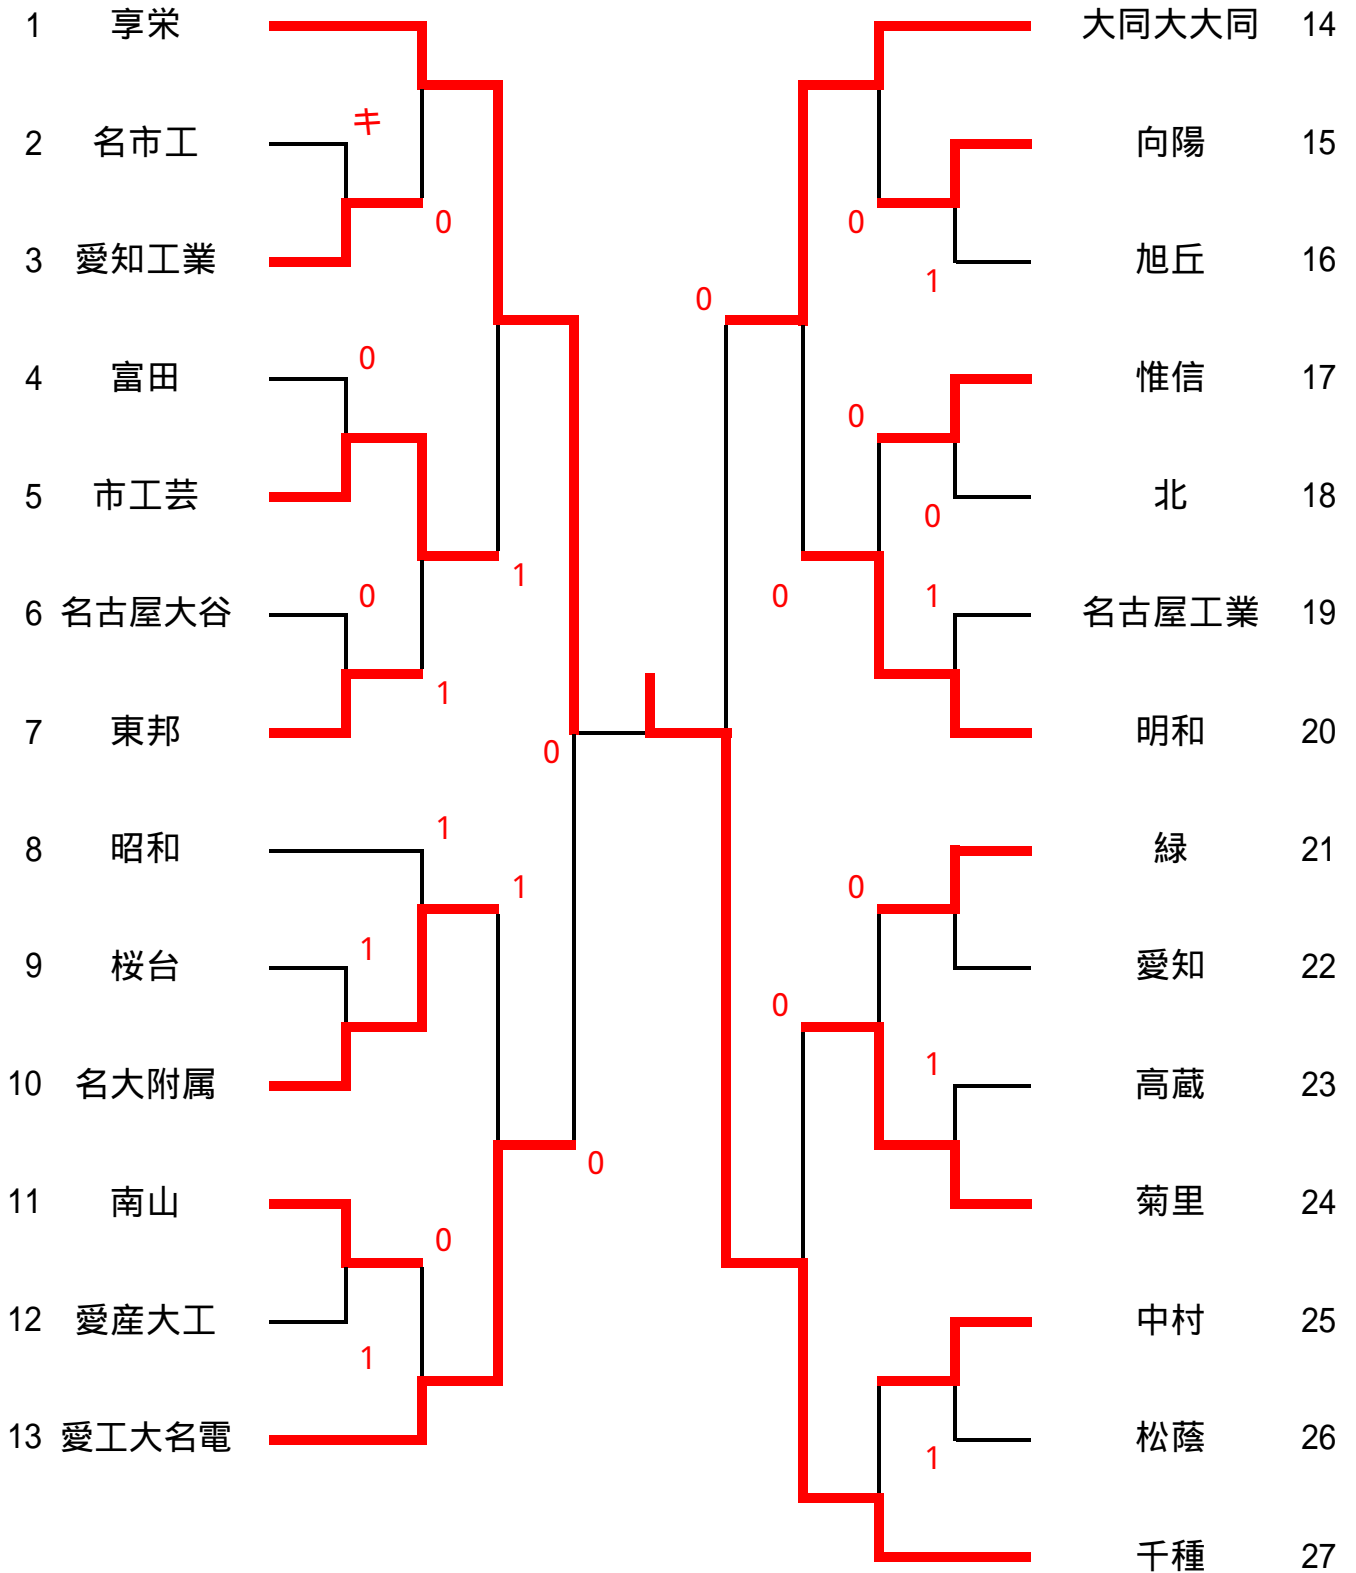 1 享栄
大同大大同 14
キ
2 名市工
向陽 15
0
0
3 愛知工業
旭丘 16
1
0
0
4 富田
惟信 17
0
5 市工芸
北 18
0
1
0
0
1
6 名古屋大谷
名古屋工業 19
1
7 東邦
明和 20
0
1
8 昭和
緑 21
1
0
1
9 桜台
愛知 22
0
1
10 名大附属
高蔵 23
0
11 南山
菊里 24
0
12 愛産大工
中村 25
1
13 愛工大名電
松蔭 26
1
千種 27